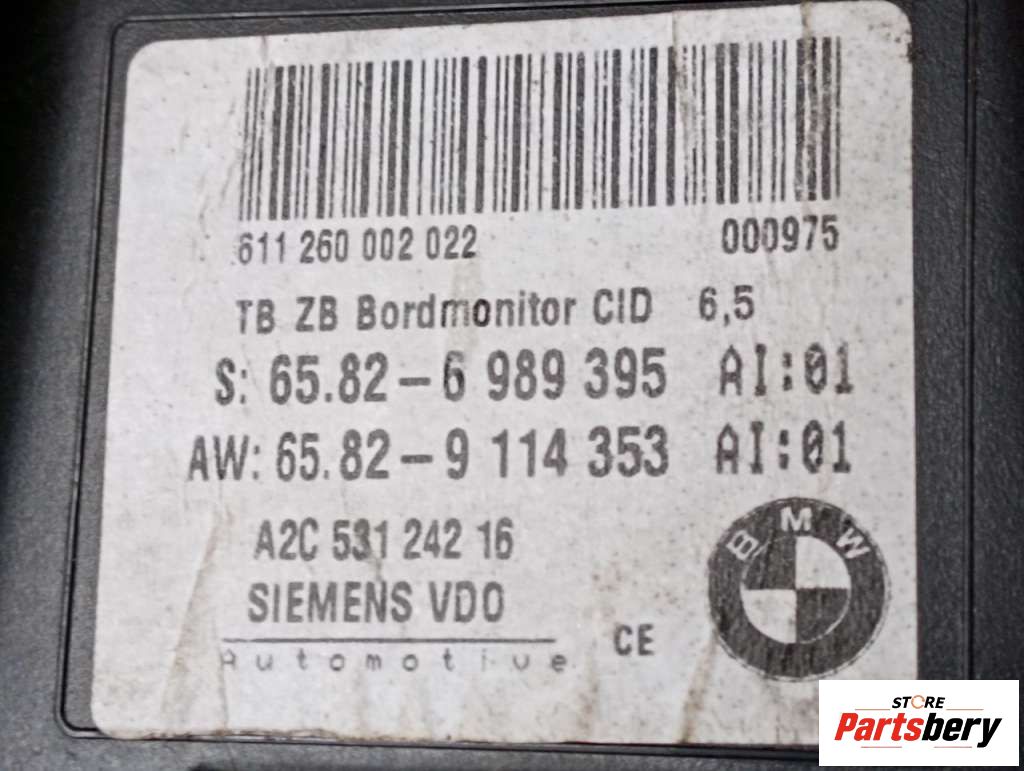 611 260 002 022 000975
TB ZB Bordmonitor CID 6,5
S: 65.82-6 989 395 AI:01
AW: 65.82-9 114 353 AI:01
A2C 531 242 16
SIEMENS VDO
Automotive
CE
BMW
STORE
Partsbery